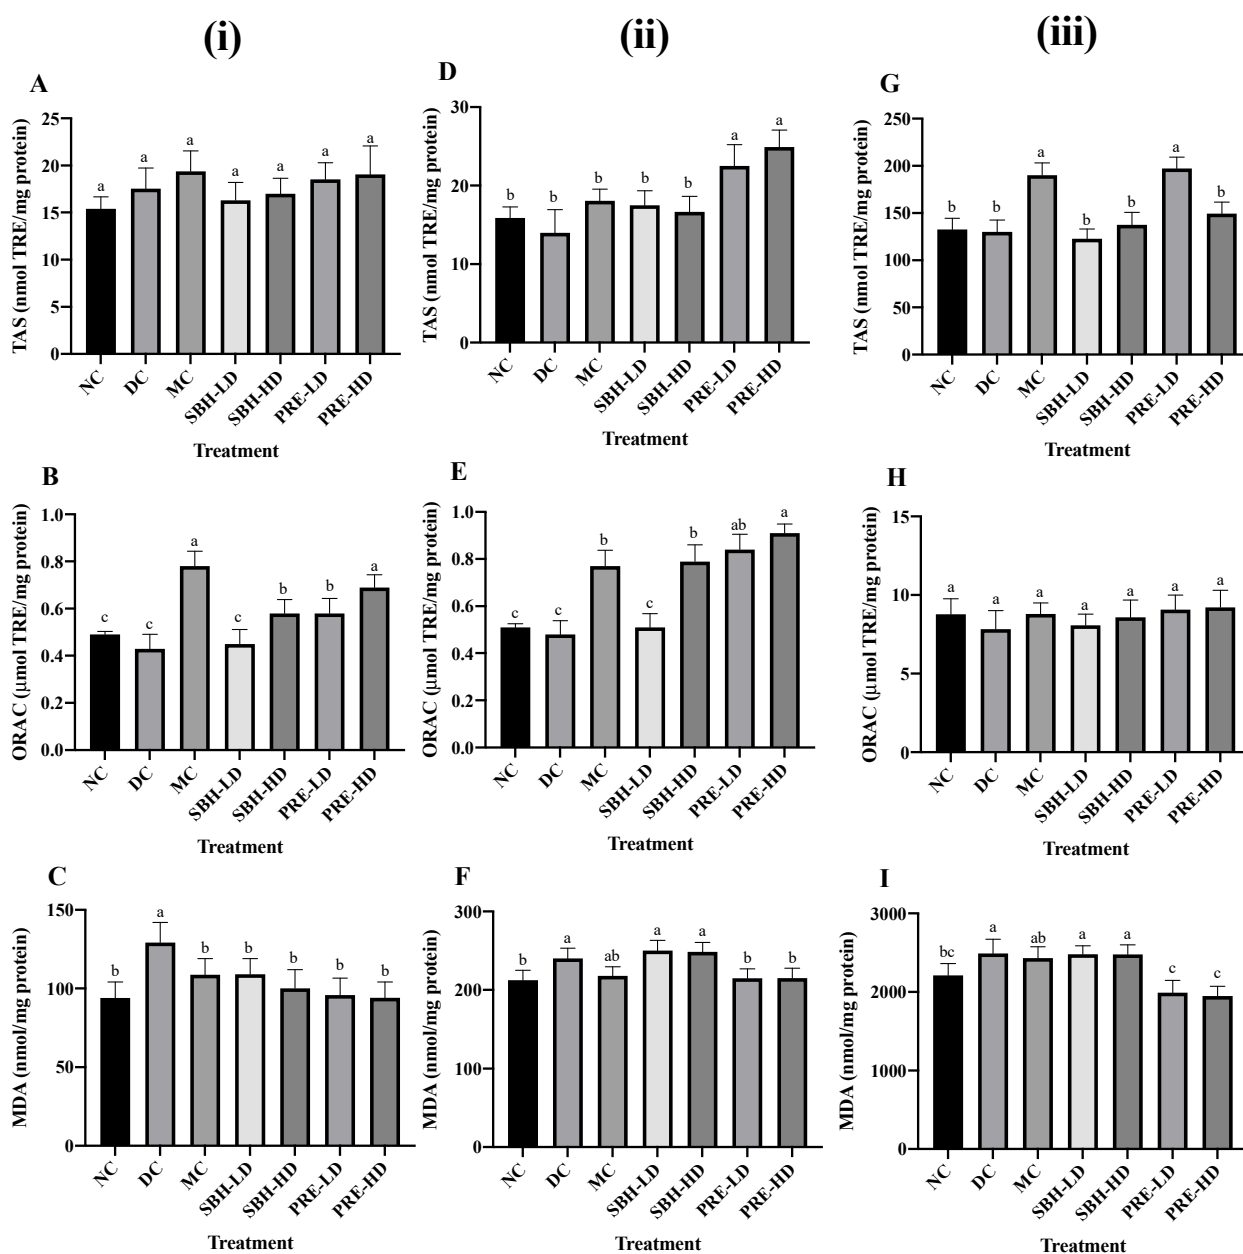 (i)
(ii)
(iii)
A
TAS (nmol TRE/mg protein)
25
20
15
10
5
0
a
a
a
a
a
a
a
NC
DC
MC
SBH-LD
SBH-HD
PRE-LD
PRE-HD
Treatment
D
TAS (nmol TRE/mg protein)
30
20
10
0
b
b
b
b
b
a
a
NC
DC
MC
SBH-LD
SBH-HD
PRE-LD
PRE-HD
Treatment
G
TAS (nmol TRE/mg protein)
250
200
150
100
50
0
b
b
a
b
b
a
b
NC
DC
MC
SBH-LD
SBH-HD
PRE-LD
PRE-HD
Treatment
B
ORAC (μmol TRE/mg protein)
1.0
0.8
0.6
0.4
0.2
0.0
c
c
a
c
b
b
a
NC
DC
MC
SBH-LD
SBH-HD
PRE-LD
PRE-HD
Treatment
E
ORAC (μmol TRE/mg protein)
1.0
0.8
0.6
0.4
0.2
0.0
c
c
b
c
b
ab
a
NC
DC
MC
SBH-LD
SBH-HD
PRE-LD
PRE-HD
Treatment
H
ORAC (μmol TRE/mg protein)
15
10
5
0
a
a
a
a
a
a
a
NC
DC
MC
SBH-LD
SBH-HD
PRE-LD
PRE-HD
Treatment
C
MDA (nmol/mg protein)
150
100
50
0
b
a
b
b
b
b
b
NC
DC
MC
SBH-LD
SBH-HD
PRE-LD
PRE-HD
Treatment
F
MDA (nmol/mg protein)
300
200
100
0
b
a
ab
a
a
b
b
NC
DC
MC
SBH-LD
SBH-HD
PRE-LD
PRE-HD
Treatment
I
MDA (nmol/mg protein)
3000
2000
1000
0
bc
a
ab
a
a
c
c
NC
DC
MC
SBH-LD
SBH-HD
PRE-LD
PRE-HD
Treatment